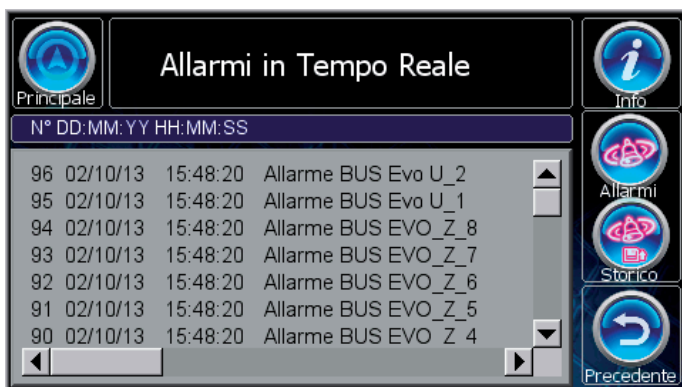 Allarmi in Tempo Reale
Principale
Info
N° DD:MM:YY HH:MM:SS
96 02/10/13 15:48:20 Allarme BUS Evo U_2
95 02/10/13 15:48:20 Allarme BUS Evo U_1
94 02/10/13 15:48:20 Allarme BUS EVO_Z_8
93 02/10/13 15:48:20 Allarme BUS EVO_Z_7
92 02/10/13 15:48:20 Allarme BUS EVO_Z_6
91 02/10/13 15:48:20 Allarme BUS EVO_Z_5
90 02/10/13 15:48:20 Allarme BUS EVO_Z_4
Allarmi
Storico
Precedente